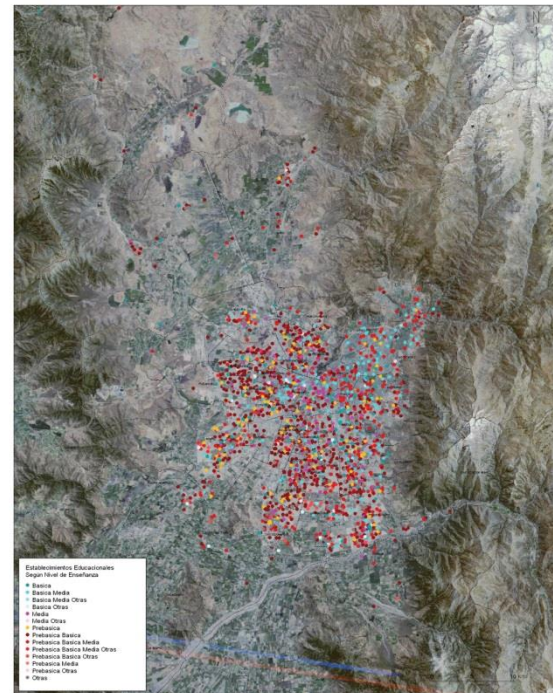 Establecimientos Educacionales
Según Nivel de Enseñanza
Basica
Basica Media
Basica Media Otras
Basica Otras
Media
Media Otras
Prebasica
Prebasica Basica
Prebasica Basica Media
Prebasica Basica Media Otras
Prebasica Basica Otras
Prebasica Media
Prebasica Otras
Otras